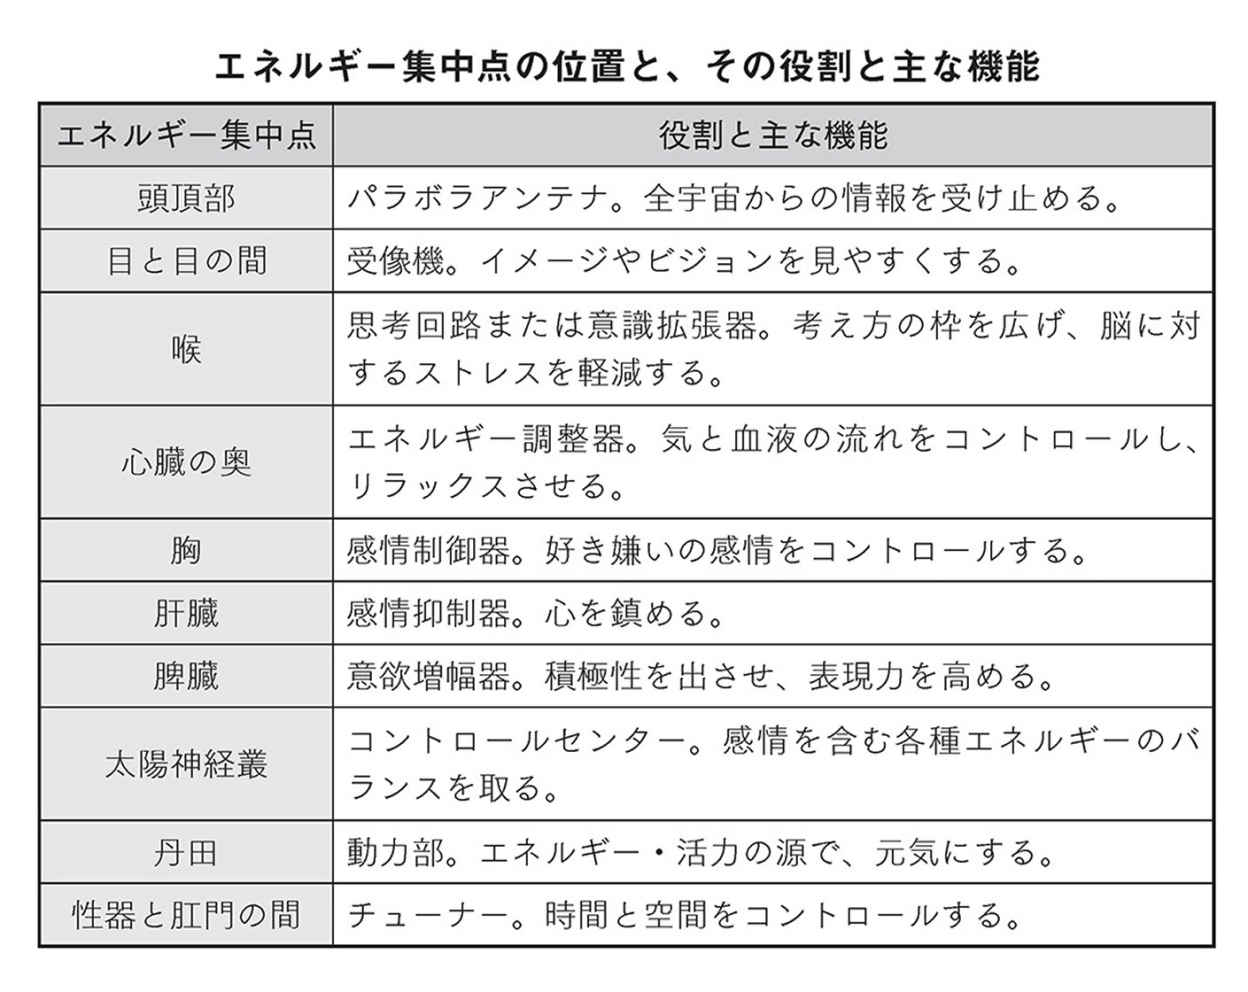 エネルギー集中点の位置と、その役割と主な機能
エネルギー集中点 役割と主な機能
頭頂部 パラボラアンテナ。全宇宙からの情報を受け止める。
目と目の間 受像機。イメージやビジョンを見やすくする。
喉 思考回路または意識拡張器。考え方の枠を広げ、脳に対
するストレスを軽減する。
心臓の奥 エネルギー調整器。気と血液の流れをコントロールし、
リラックスさせる。
胸 感情制御器。好き嫌いの感情をコントロールする。
肝臓 感情抑制器。心を鎮める。
脾臓 意欲増幅器。積極性を出させ、表現力を高める。
太陽神経叢 コントロールセンター。感情を含む各種エネルギーのバ
ランスを取る。
丹田 動力部。エネルギー・活力の源で、元気にする。
性器と肛門の間 チューナー。時間と空間をコントロールする。